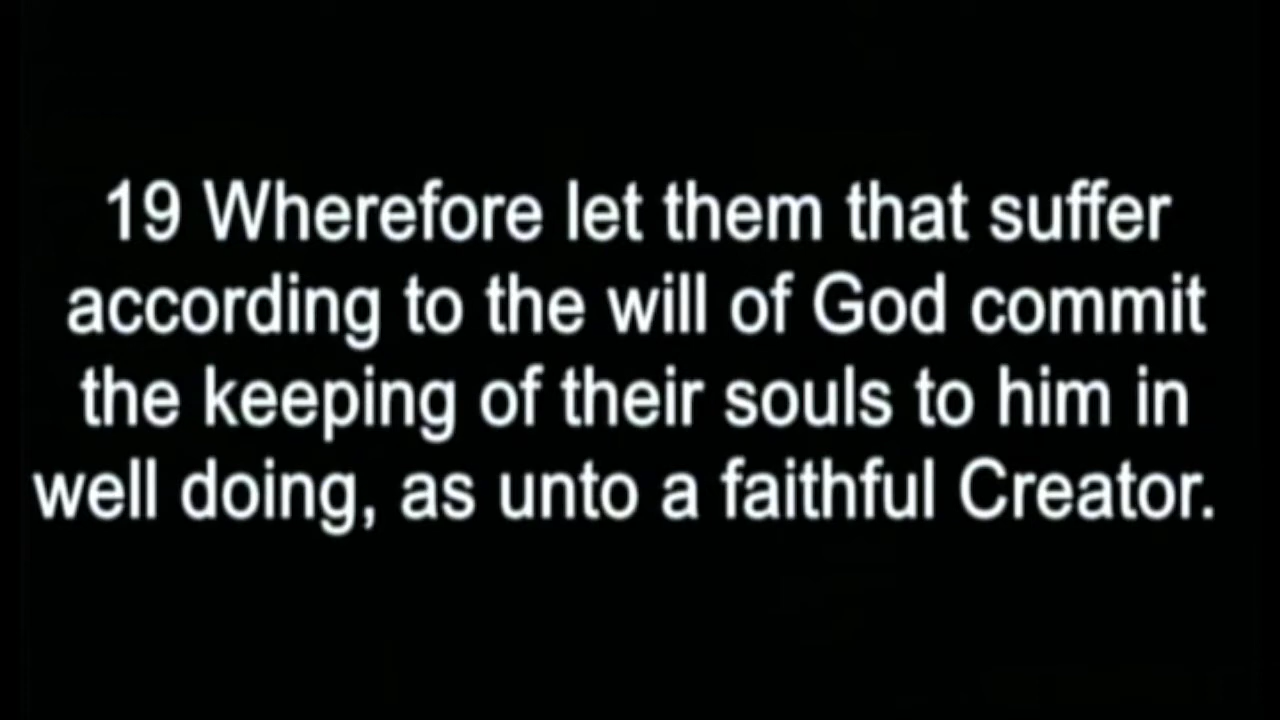 19 Wherefore let them that suffer
according to the will of God commit
the keeping of their souls to him in
well doing, as unto a faithful Creator.